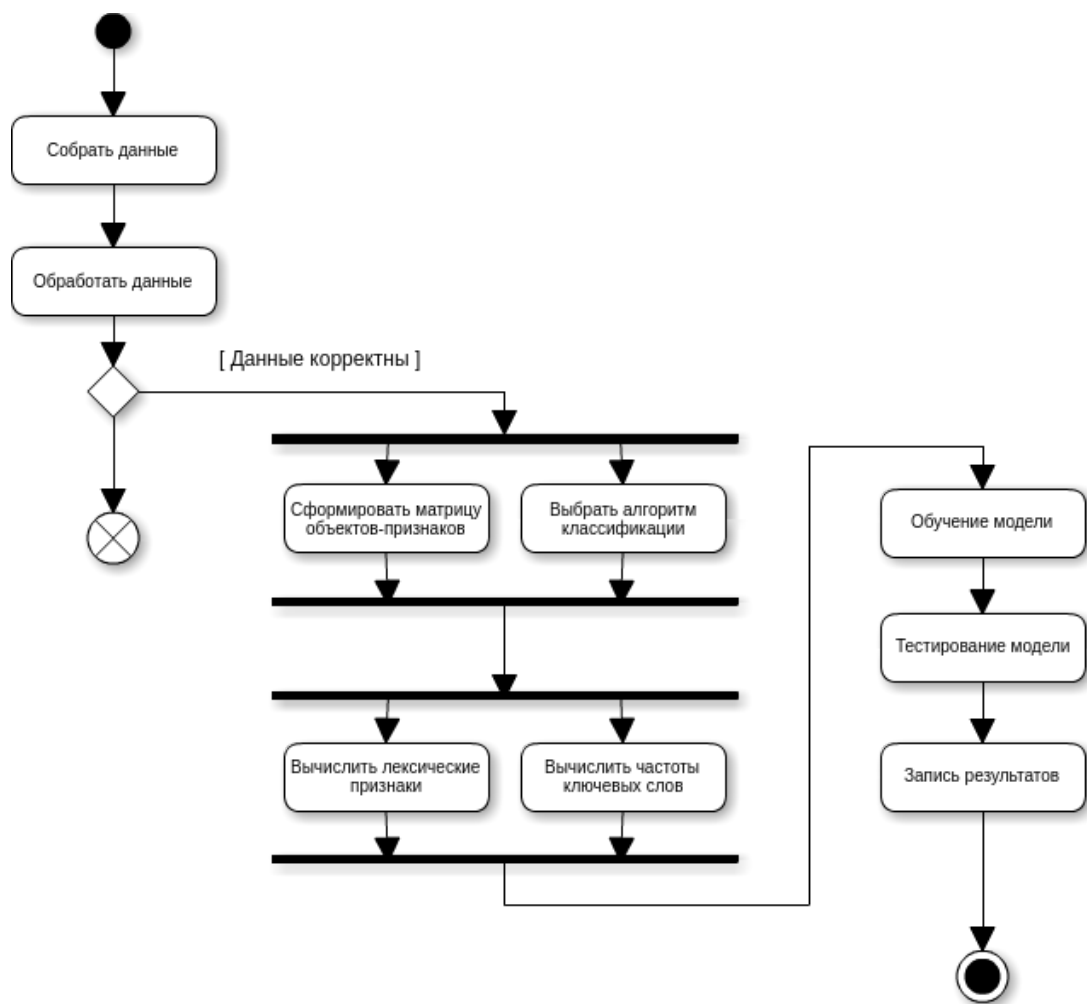 Собрать данные
Обработать данные
[ Данные корректны ]
Сформировать матрицу
объектов-признаков
Выбрать алгоритм
классификации
Вычислить лексические
признаки
Вычислить частоты
ключевых слов
Обучение модели
Тестирование модели
Запись результатов